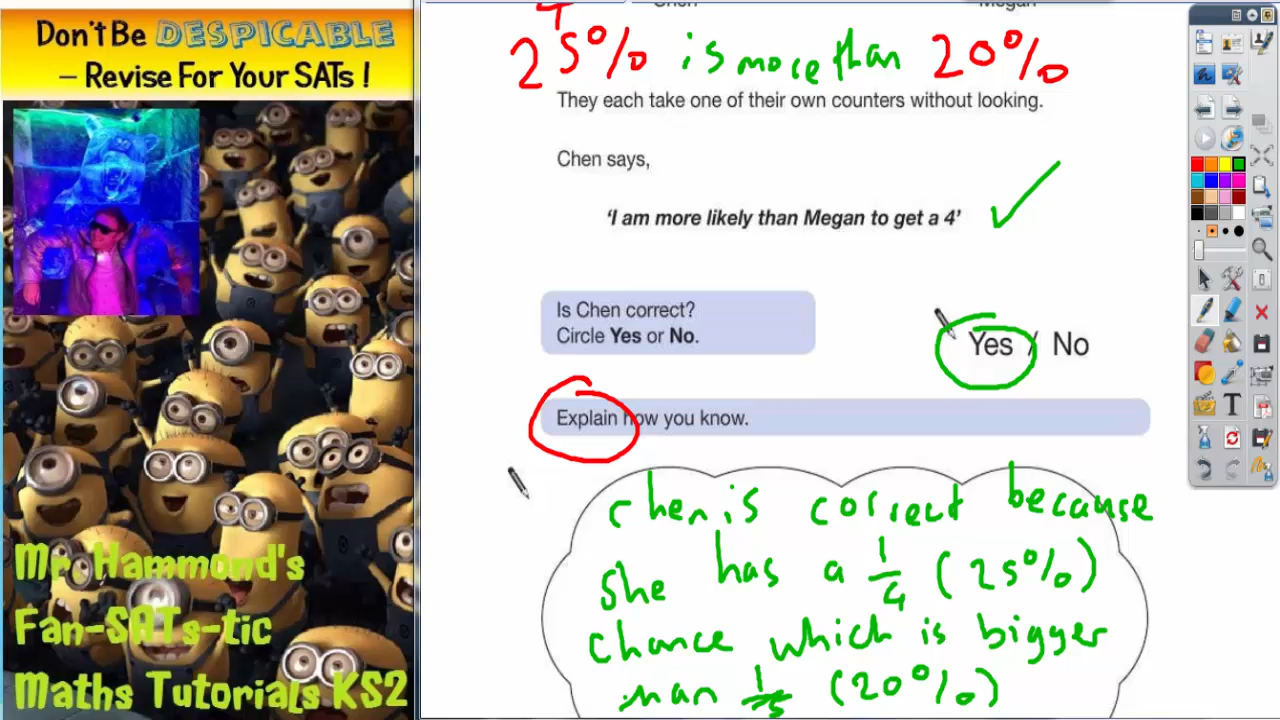 Don't Be DESPICABLE
– Revise For Your SATs !
Mr. Hammond's
Fan-SATs-tic
Maths Tutorials KS2
Chen
Megan
4
25% is more than 20%
They each take one of their own counters without looking.
Chen says,
'I am more likely than Megan to get a 4'
Is Chen correct?
Circle Yes or No.
Yes / No
Explain how you know.
Chen is correct because
she has a 1/4 (25%)
chance which is bigger
than 1/5 (20%)
T